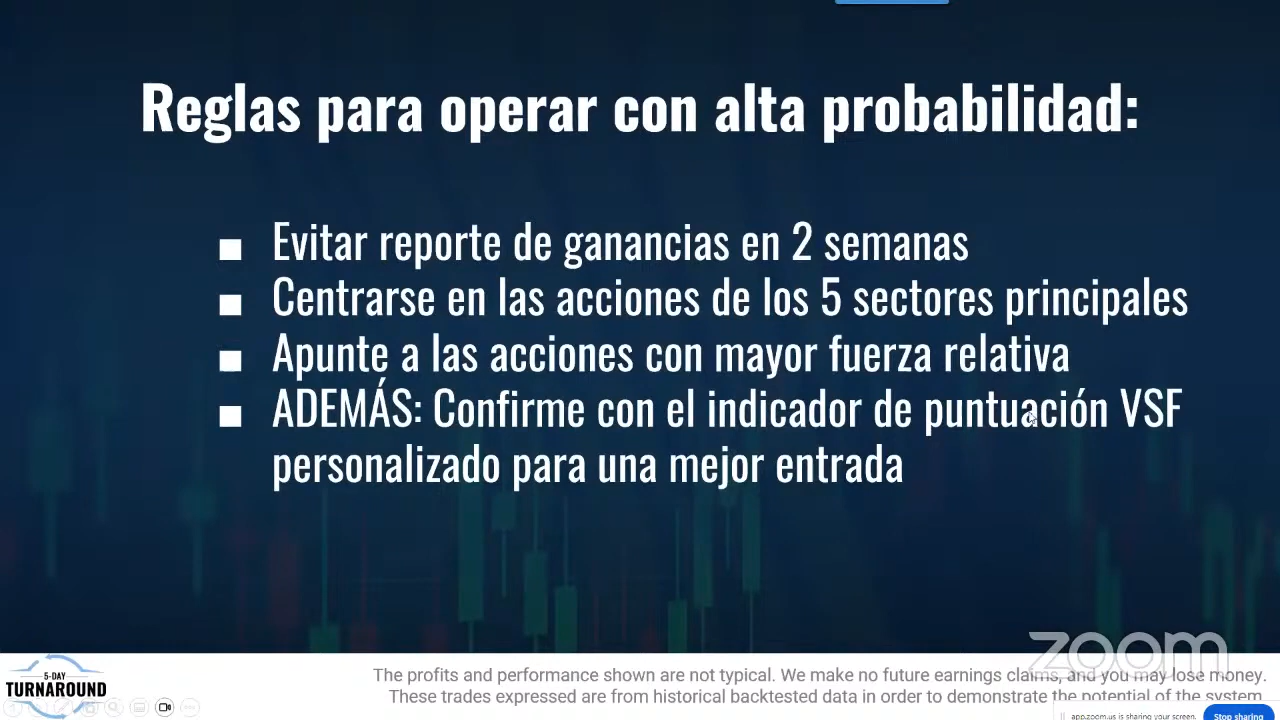 Reglas para operar con alta probabilidad:
■ Evitar reporte de ganancias en 2 semanas
■ Centrarse en las acciones de los 5 sectores principales
■ Apunte a las acciones con mayor fuerza relativa
■ ADEMÁS: Confirme con el indicador de puntuación VSF
personalizado para una mejor entrada
zoom
5-DAY
TURNAROUND
The profits and performance shown are not typical. We make no future earnings claims, and you may lose money.
These trades expressed are from historical backtested data in order to demonstrate the potential of the system
app.zoom.us is sharing your screen.
Stop sharing